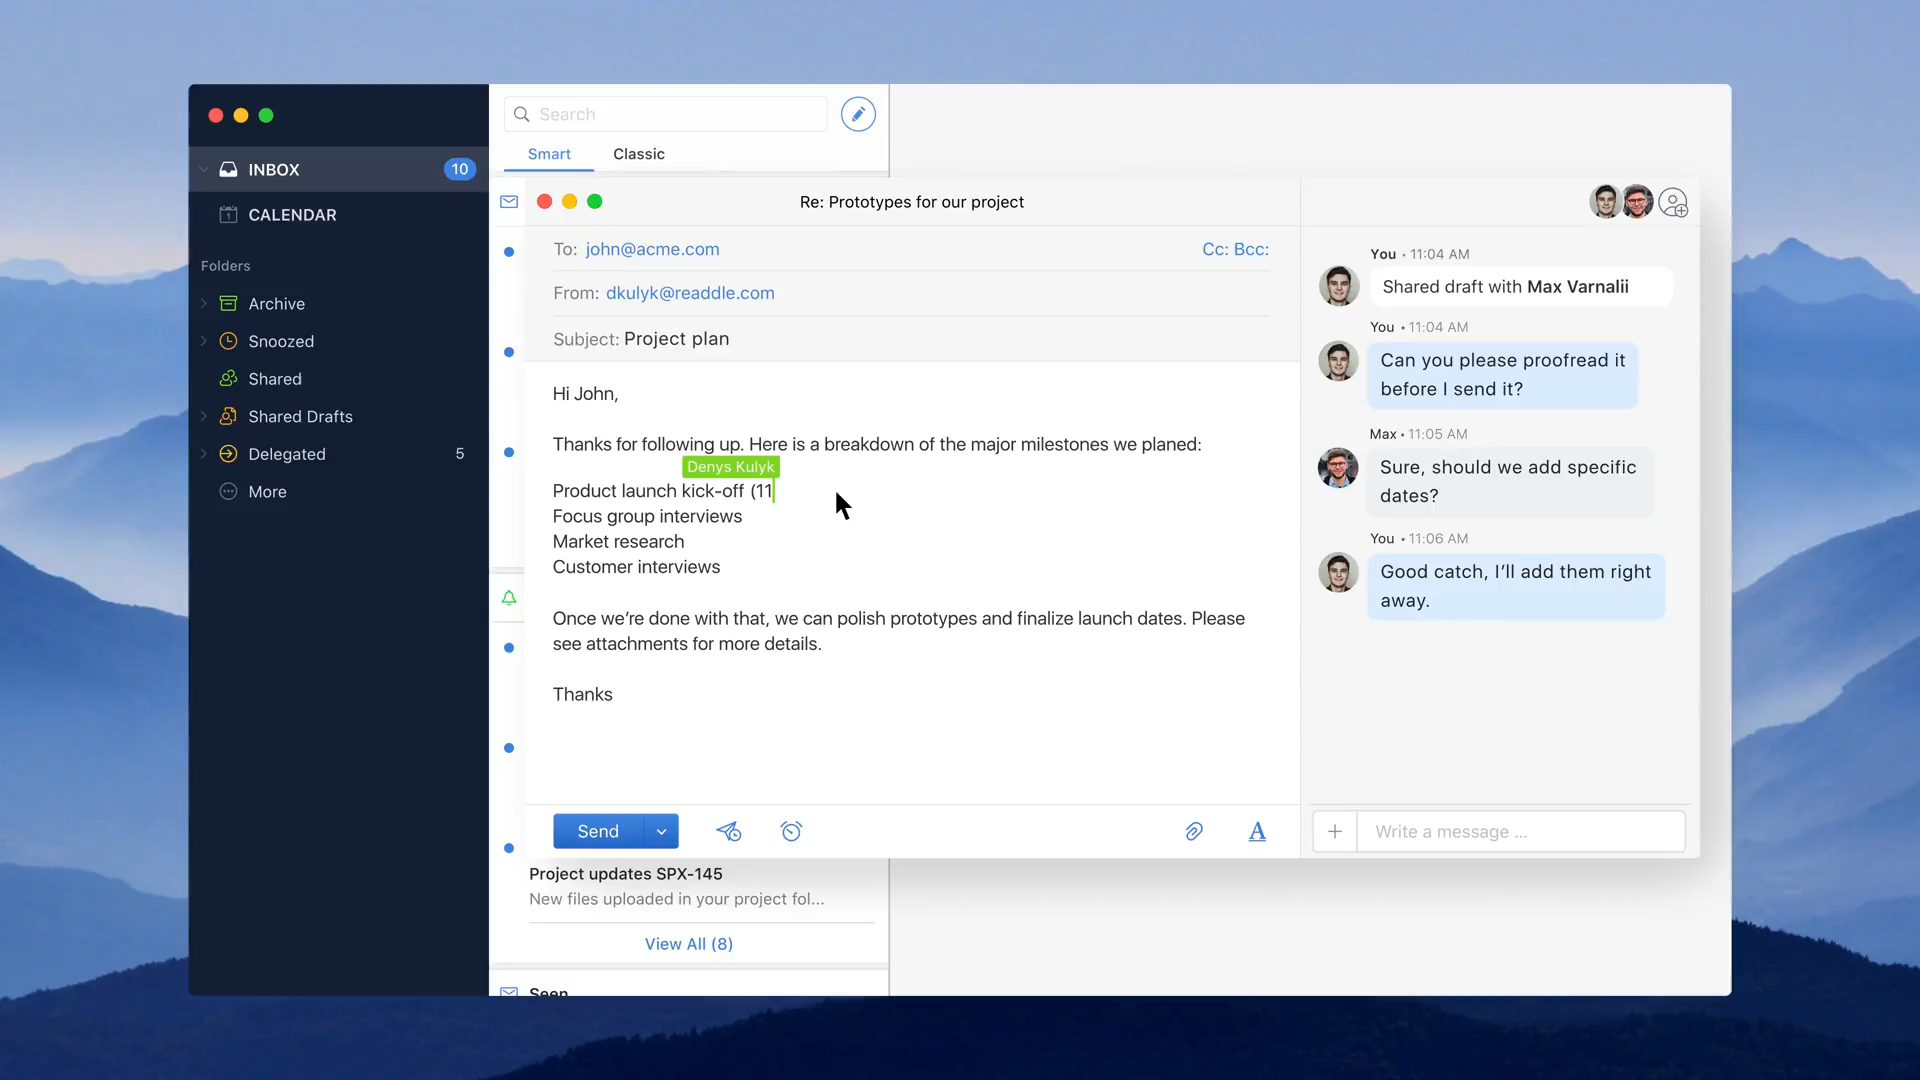 INBOX 10
1 CALENDAR
Folders
Archive
Snoozed
Shared
Shared Drafts
Delegated 5
More
Search
Smart Classic
Re: Prototypes for our project
To: john@acme.com Cc: Bcc:
From: dkulyk@readdle.com
Subject: Project plan
Hi John,
Thanks for following up. Here is a breakdown of the major milestones we planed:
Denys Kulyk
Product launch kick-off (11
Focus group interviews
Market research
Customer interviews
Once we’re done with that, we can polish prototypes and finalize launch dates. Please
see attachments for more details.
Thanks
Send
A
Project updates SPX-145
New files uploaded in your project fol...
View All (8)
Seen
You • 11:04 AM
Shared draft with Max Varnalii
You • 11:04 AM
Can you please proofread it
before I send it?
Max • 11:05 AM
Sure, should we add specific
dates?
You • 11:06 AM
Good catch, I’ll add them right
away.
Write a message ...